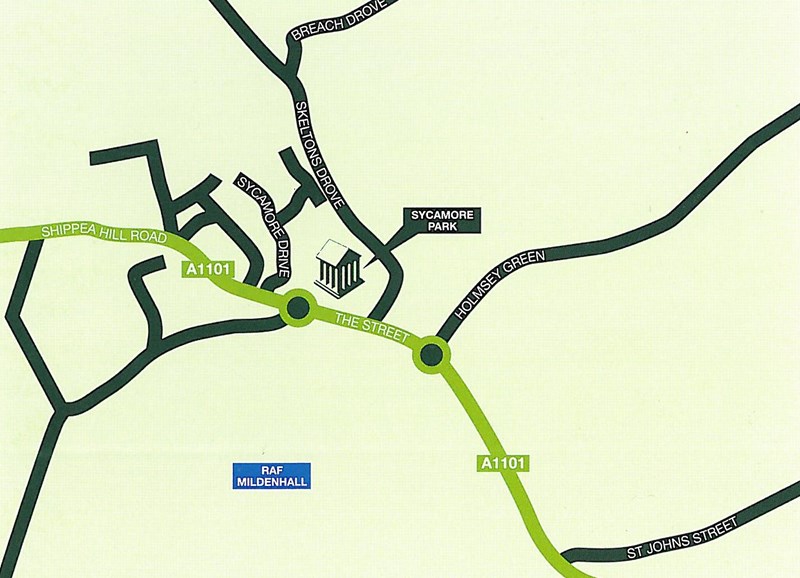 BREACH DROVE
SKELTONS DROVE
SYCAMORE DRIVE
SYCAMORE
PARK
SHIPPEA HILL ROAD
A1101
HOLMSEY GREEN
THE STREET
A1101
RAF
MILDENHALL
ST JOHNS STREET